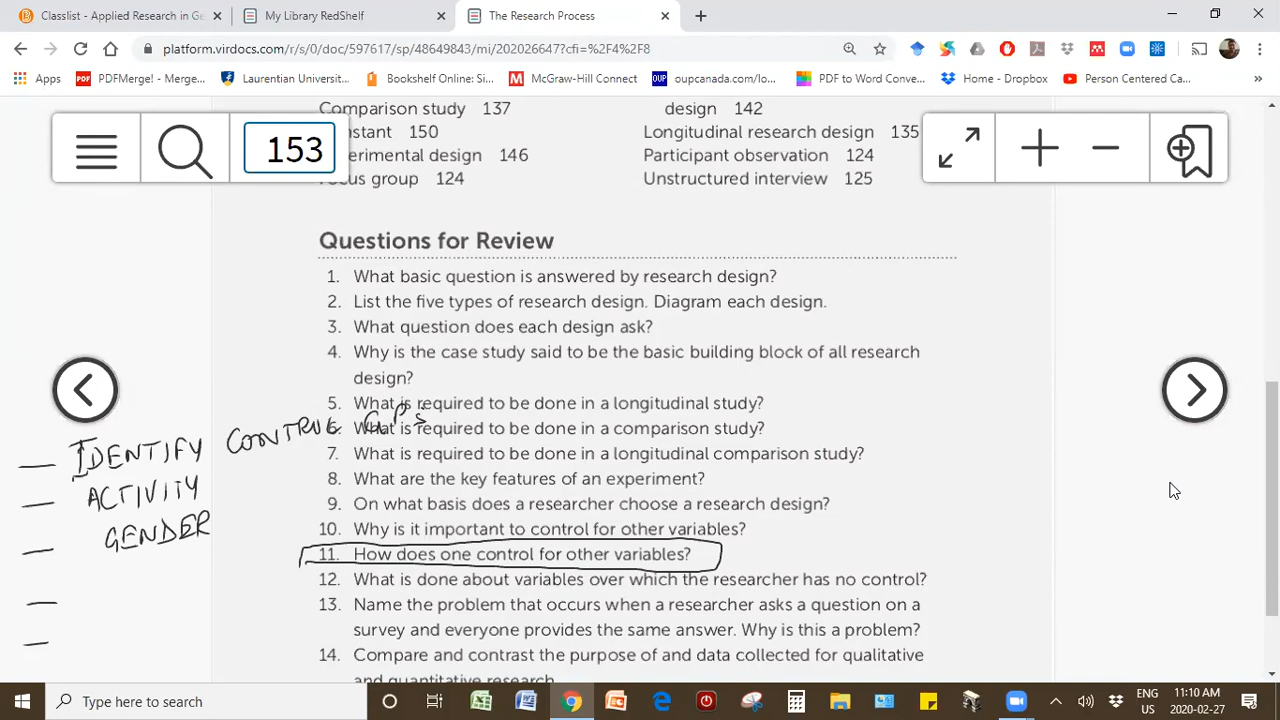 Classlist - Applied Research in Ge
My Library RedShelf
The Research Process
platform.virdocs.com/r/s/0/doc/597617/sp/48649843/mi/202026647?cfi=%2F4%2F8
Apps
PDFMerge! - Merge...
Laurentian Universit...
Bookshelf Online: Si...
McGraw-Hill Connect
oupcanada.com/lo...
PDF to Word Conve...
Home - Dropbox
Person Centered Ca...
Comparison study 137
design 142
153
150
Longitudinal research design 135
design 146
Participant observation 124
group 124
Unstructured interview 125
Questions for Review
1. What basic question is answered by research design?
2. List the five types of research design. Diagram each design.
3. What question does each design ask?
4. Why is the case study said to be the basic building block of all research
design?
5. What is required to be done in a longitudinal study?
6. What is required to be done in a comparison study?
7. What is required to be done in a longitudinal comparison study?
8. What are the key features of an experiment?
9. On what basis does a researcher choose a research design?
10. Why is it important to control for other variables?
11. How does one control for other variables?
12. What is done about variables over which the researcher has no control?
13. Name the problem that occurs when a researcher asks a question on a
survey and everyone provides the same answer. Why is this a problem?
14. Compare and contrast the purpose of and data collected for qualitative
and quantitative research.
IDENTIFY CONTROL GPs
ACTIVITY
GENDER
Type here to search
ENG
US
11:10 AM
2020-02-27